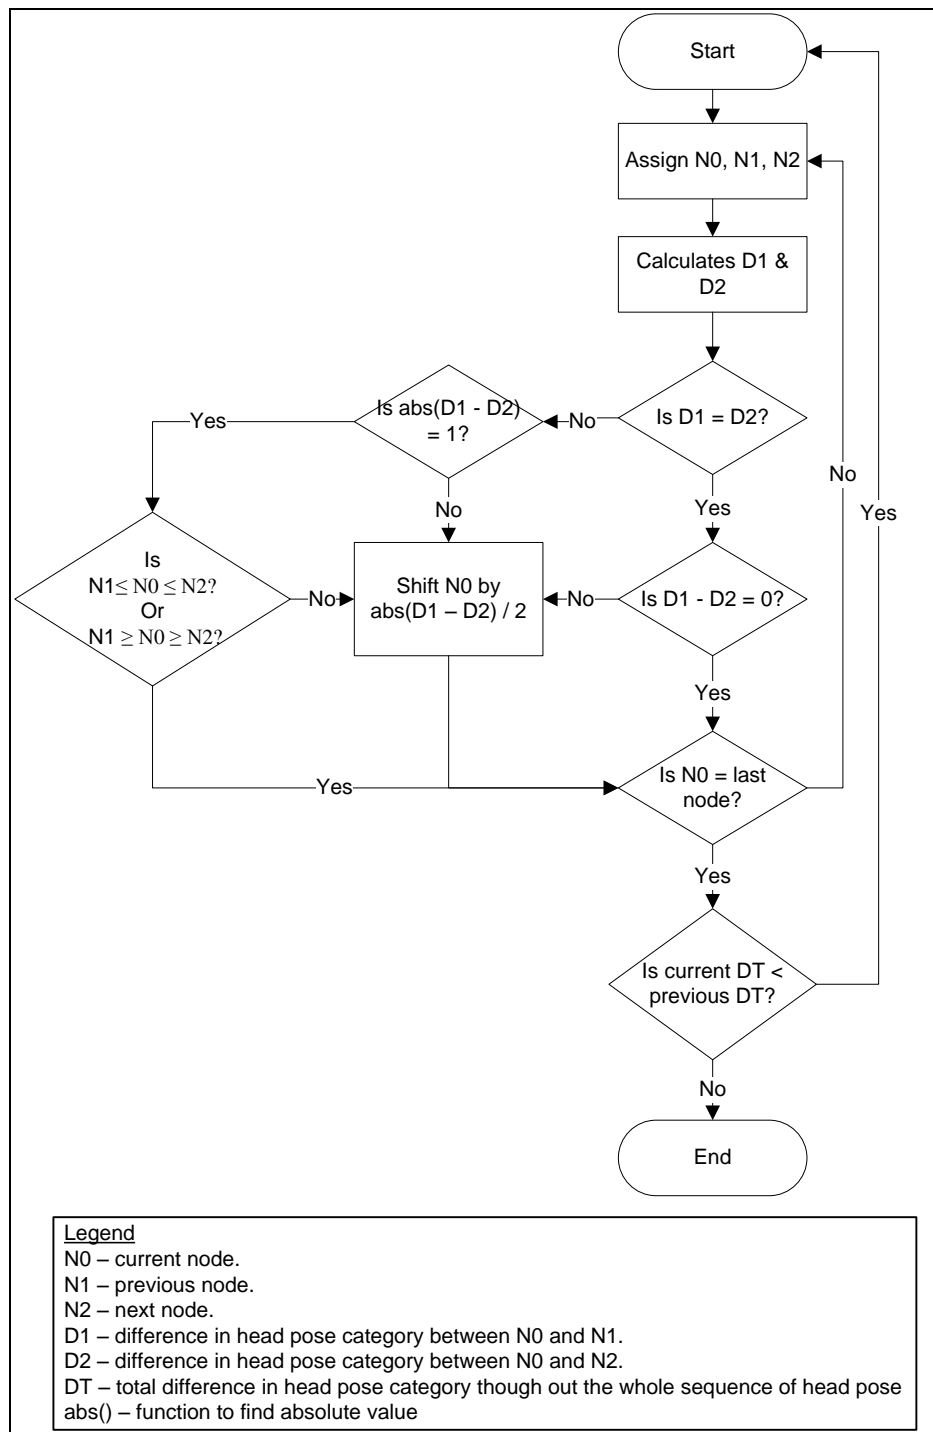 Start
Assign N0, N1, N2
Calculates D1 &
D2
Is D1 = D2?
No
Is abs(D1 - D2)
= 1?
Yes
No
Yes
No
Yes
Is
N1≤ N0 ≤ N2?
Or
N1 ≥ N0 ≥ N2?
No
Shift N0 by
abs(D1 – D2) / 2
No
Is D1 - D2 = 0?
Yes
Yes
Is N0 = last
node?
Yes
Is current DT <
previous DT?
No
End
Legend
N0 – current node.
N1 – previous node.
N2 – next node.
D1 – difference in head pose category between N0 and N1.
D2 – difference in head pose category between N0 and N2.
DT – total difference in head pose category though out the whole sequence of head pose
abs() – function to find absolute value